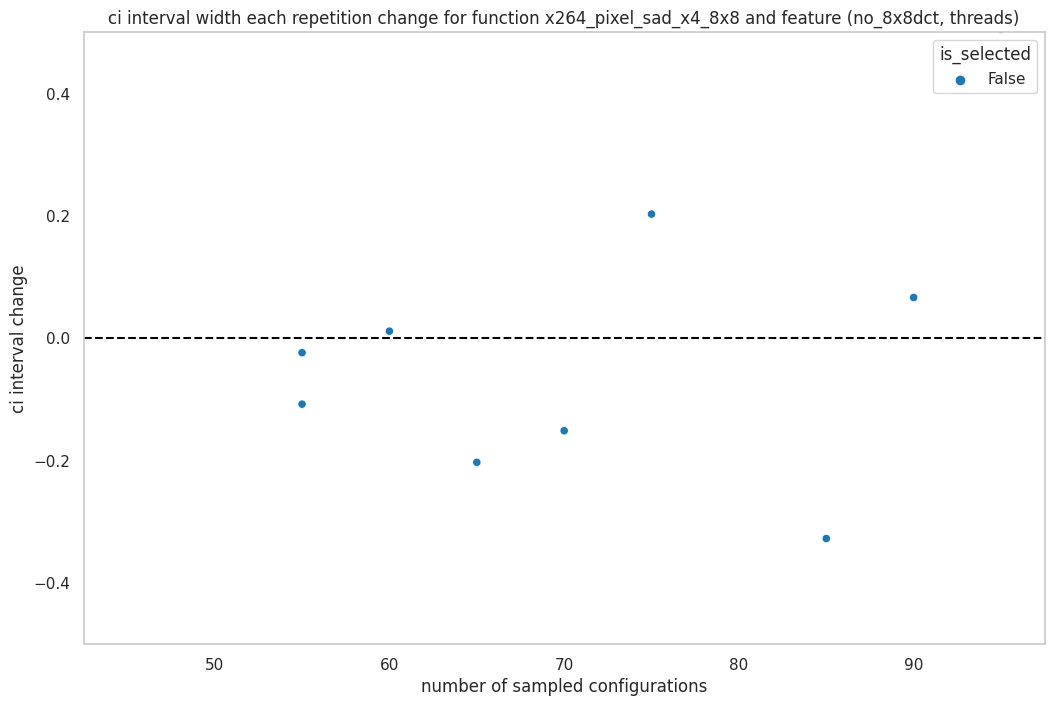 ci interval width each repetition change for function x264_pixel_sad_x4_8x8 and feature (no_8x8dct, threads)
is_selected
False
0.4
0.2
0.0
−0.2
−0.4
ci interval change
50 60 70 80 90
number of sampled configurations